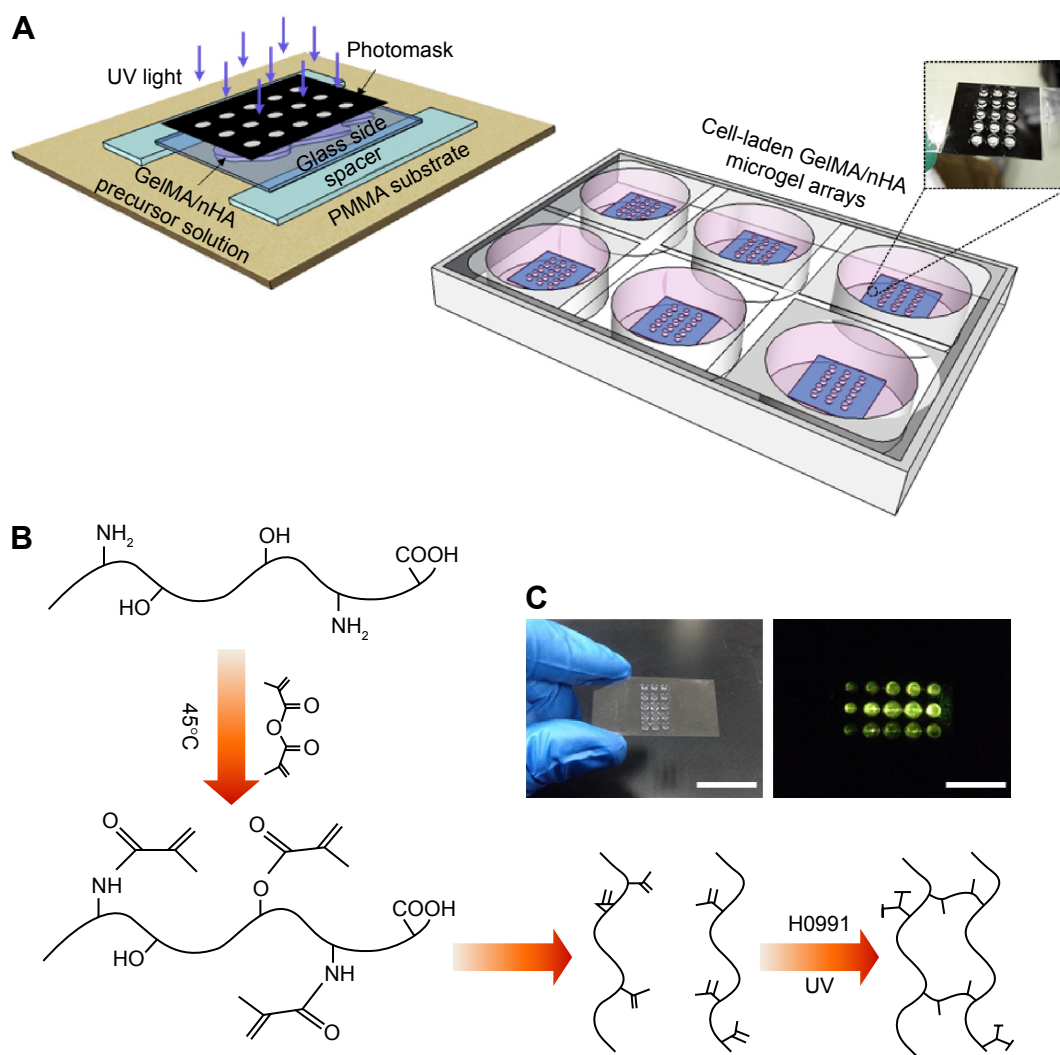 A
UV light
Photomask
Glass side
spacer
GelMA/nHA
precursor solution
PMMA substrate
Cell-laden GelMA/nHA
microgel arrays
B
NH2
OH
COOH
HO
NH2
45°C
O
O
O
O
O
NH
O
COOH
HO
NH
O
H0991
UV
C